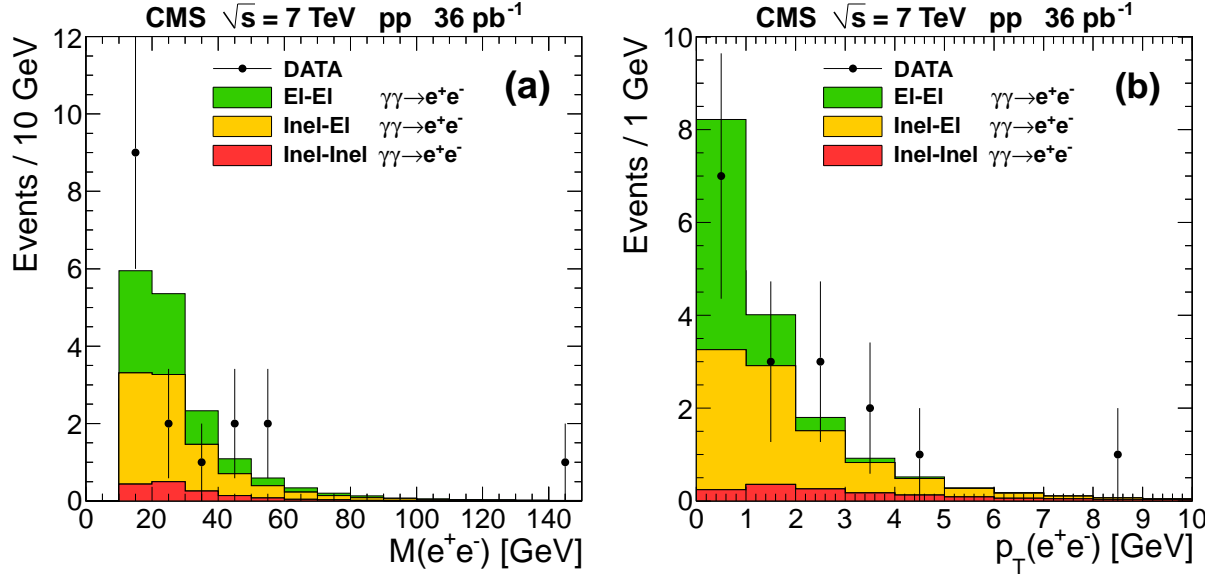 CMS √s = 7 TeV pp 36 pb⁻¹
Events / 10 GeV
12
10
8
6
4
2
0
(a)
DATA
El-El γγ→e⁺e⁻
Inel-El γγ→e⁺e⁻
Inel-Inel γγ→e⁺e⁻
0 20 40 60 80 100 120 140
M(e⁺e⁻) [GeV]
CMS √s = 7 TeV pp 36 pb⁻¹
Events / 1 GeV
10
8
6
4
2
0
(b)
DATA
El-El γγ→e⁺e⁻
Inel-El γγ→e⁺e⁻
Inel-Inel γγ→e⁺e⁻
0 1 2 3 4 5 6 7 8 9 10
p_T(e⁺e⁻) [GeV]